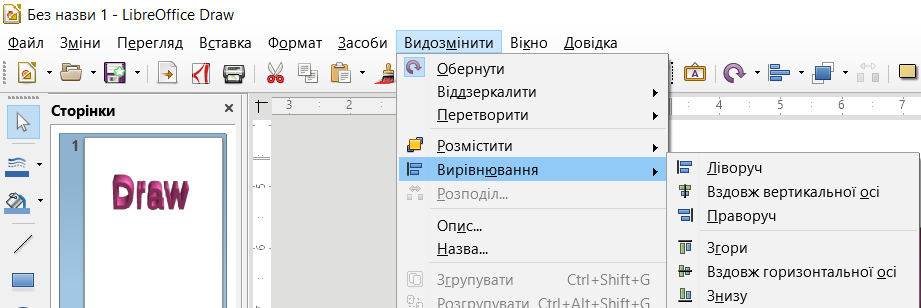 Без назви 1 - LibreOffice Draw
Файл Зміни Перегляд Вставка Формат Засоби Видозмінити Вікно Довідка
Обернути
Віддзеркалити
Перетворити
Розмістити
Вирівнювання
Розподіл...
Опис...
Назва...
Згрупувати Ctrl+Shift+G
Розгрупувати Ctrl+Alt+Shift+G
Ліворуч
Вздовж вертикальної осі
Праворуч
Згори
Вздовж горизонтальної осі
Знизу
Сторінки
1
Draw
3 2 4 5 6 7
5
6